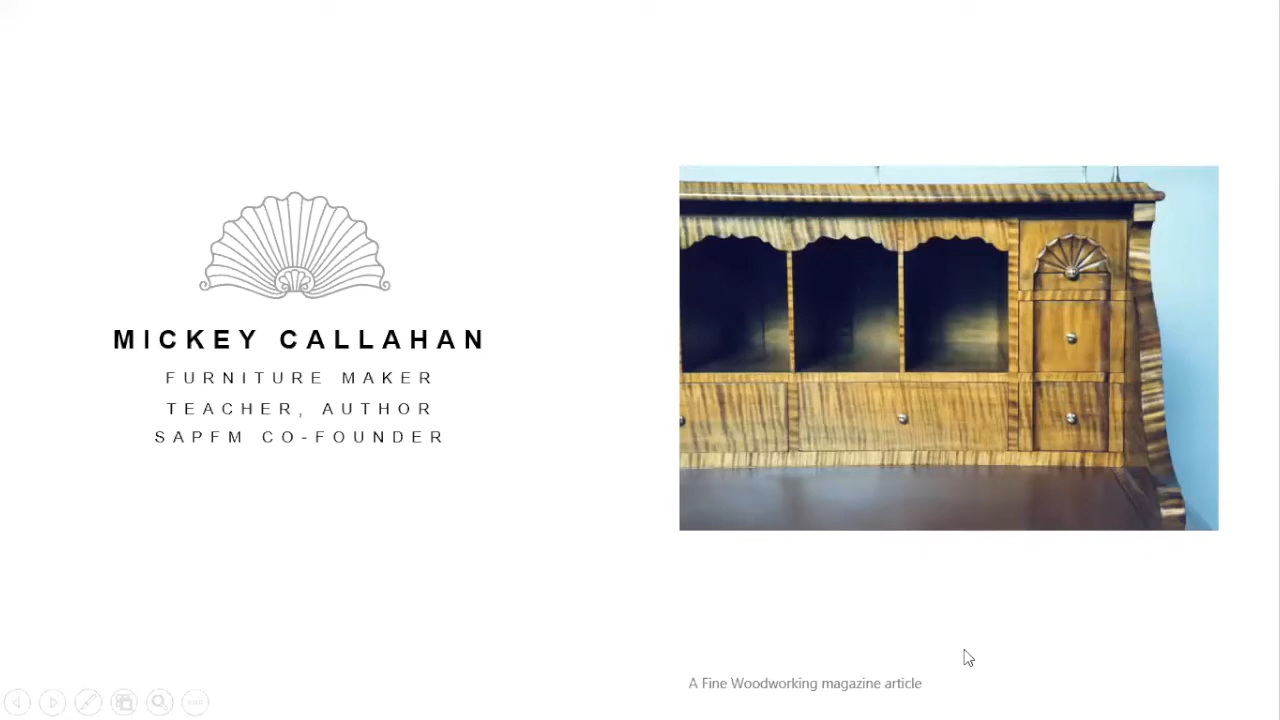 MICKEY CALLAHAN
FURNITURE MAKER
TEACHER, AUTHOR
SAPFM CO-FOUNDER
A Fine Woodworking magazine article